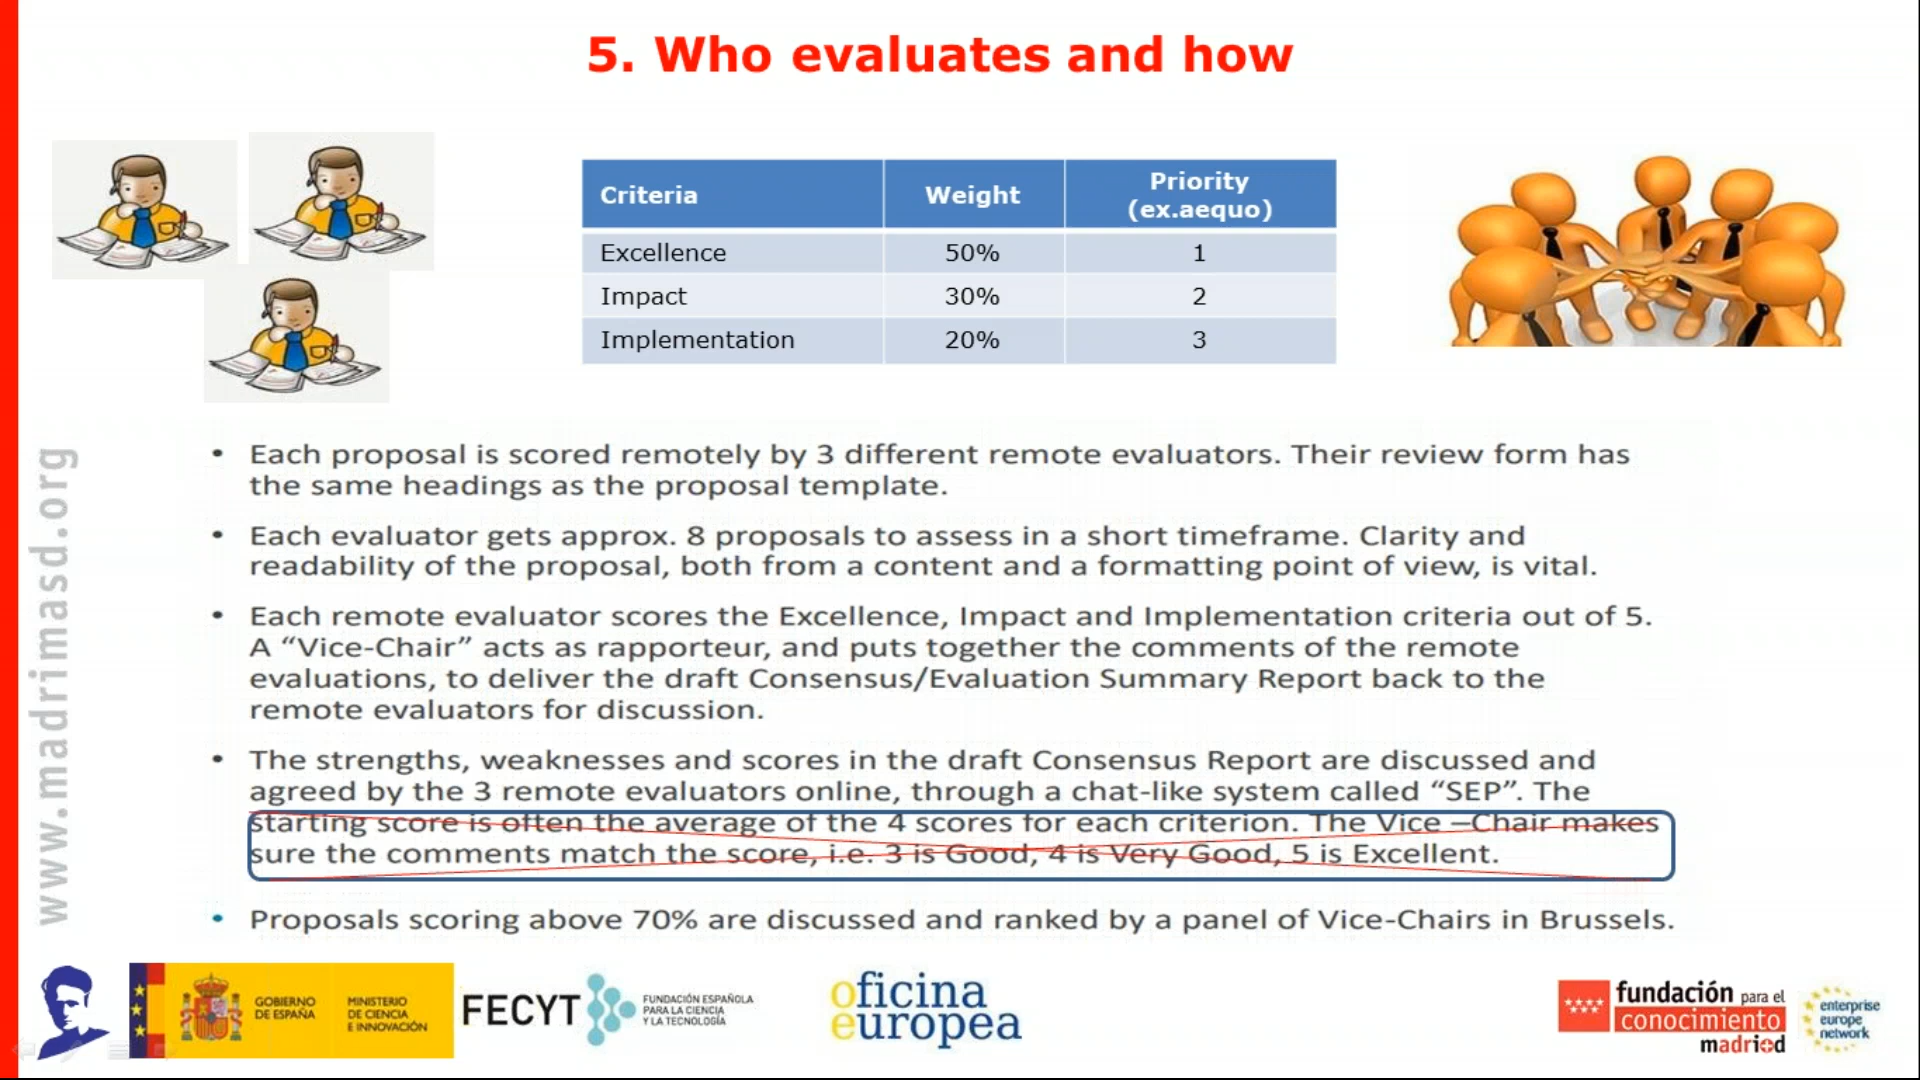 5. Who evaluates and how
Criteria Weight Priority (ex.aequo)
Excellence 50% 1
Impact 30% 2
Implementation 20% 3
• Each proposal is scored remotely by 3 different remote evaluators. Their review form has
the same headings as the proposal template.
• Each evaluator gets approx. 8 proposals to assess in a short timeframe. Clarity and
readability of the proposal, both from a content and a formatting point of view, is vital.
• Each remote evaluator scores the Excellence, Impact and Implementation criteria out of 5.
A “Vice-Chair” acts as rapporteur, and puts together the comments of the remote
evaluations, to deliver the draft Consensus/Evaluation Summary Report back to the
remote evaluators for discussion.
• The strengths, weaknesses and scores in the draft Consensus Report are discussed and
agreed by the 3 remote evaluators online, through a chat-like system called “SEP”. The
starting score is often the average of the 4 scores for each criterion. The Vice –Chair makes
sure the comments match the score, i.e. 3 is Good, 4 is Very Good, 5 is Excellent.
• Proposals scoring above 70% are discussed and ranked by a panel of Vice-Chairs in Brussels.
www.madrimasd.org
GOBIERNO
DE ESPAÑA
MINISTERIO
DE CIENCIA
E INNOVACIÓN
FECYT
FUNDACIÓN ESPAÑOLA
PARA LA CIENCIA
Y LA TECNOLOGÍA
oficina
europea
fundación para el
conocimiento
madri+d
enterprise
europe
network